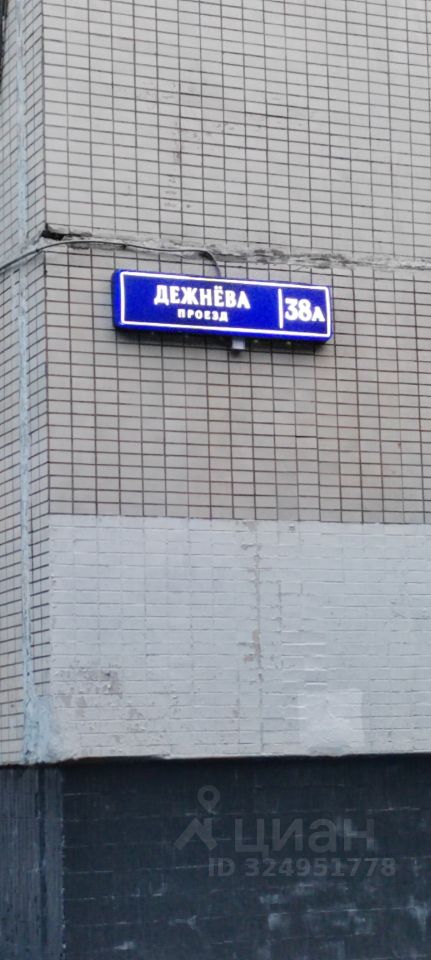 ДЕЖНЁВА
ПРОЕЗД
38А
циан
ID 324951778